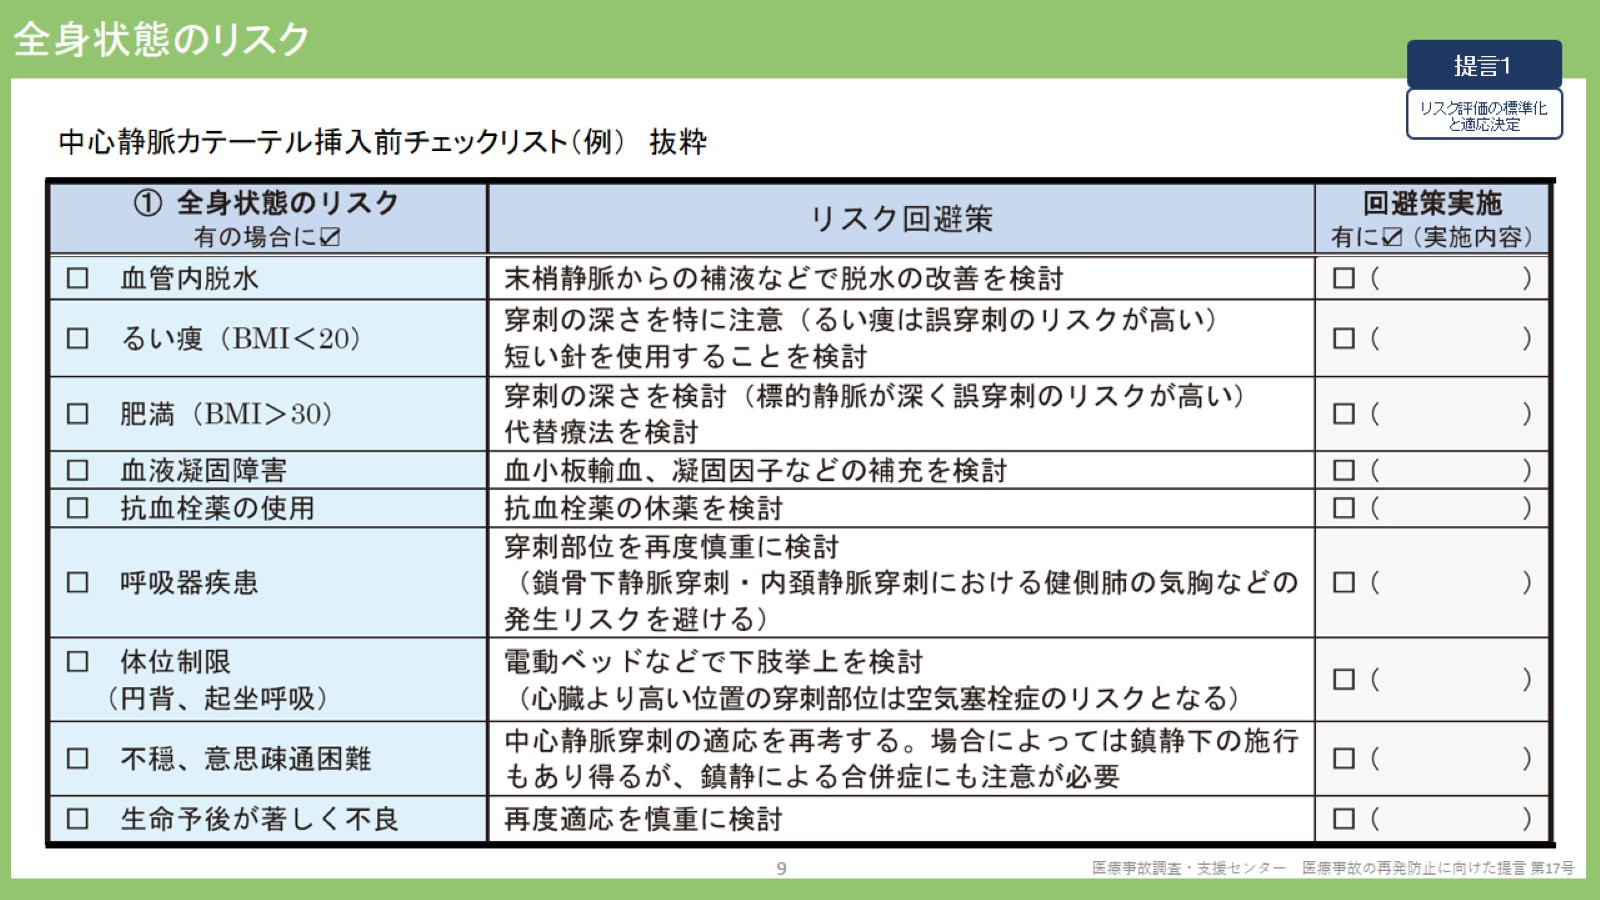 全身状態のリスク
提言1
リスク評価の標準化
と適応決定
中心静脈カテーテル挿入前チェックリスト（例） 抜粋
① 全身状態のリスク
有の場合に☑
リスク回避策
回避策実施
有に☑（実施内容）
☐ 血管内脱水
末梢静脈からの補液などで脱水の改善を検討
☐（ ）
☐ るい痩（BMI＜20）
穿刺の深さを特に注意（るい痩は誤穿刺のリスクが高い）
短い針を使用することを検討
☐（ ）
☐ 肥満（BMI＞30）
穿刺の深さを検討（標的静脈が深く誤穿刺のリスクが高い）
代替療法を検討
☐（ ）
☐ 血液凝固障害
血小板輸血、凝固因子などの補充を検討
☐（ ）
☐ 抗血栓薬の使用
抗血栓薬の休薬を検討
☐（ ）
☐ 呼吸器疾患
穿刺部位を再度慎重に検討
（鎖骨下静脈穿刺・内頚静脈穿刺における健側肺の気胸などの
発生リスクを避ける）
☐（ ）
☐ 体位制限
（円背、起坐呼吸）
電動ベッドなどで下肢挙上を検討
（心臓より高い位置の穿刺部位は空気塞栓症のリスクとなる）
☐（ ）
☐ 不穏、意思疎通困難
中心静脈穿刺の適応を再考する。場合によっては鎮静下の施行
もあり得るが、鎮静による合併症にも注意が必要
☐（ ）
☐ 生命予後が著しく不良
再度適応を慎重に検討
☐（ ）
9
医療事故調査・支援センター 医療事故の再発防止に向けた提言 第17号